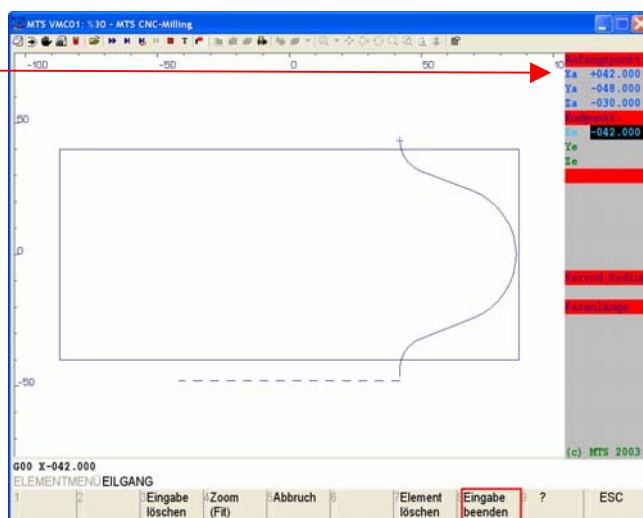 MTS VMC01: %30 - MTS CNC-Milling
-100
-50
0
50
10
50
0
-50
Anfangspunkt
Xa +042.000
Ya -048.000
Za -030.000
Endpunkt:
Xe -042.000
Ye
Ze
Verrnd.Radius
Fasenlänge
(c) MTS 2003
G00 X-042.000
ELEMENTMENÜ EILGANG
1
2
3 Eingabe löschen
4 Zoom (Fit)
5 Abbruch
6
7 Element löschen
8 Eingabe beenden
9 ?
ESC